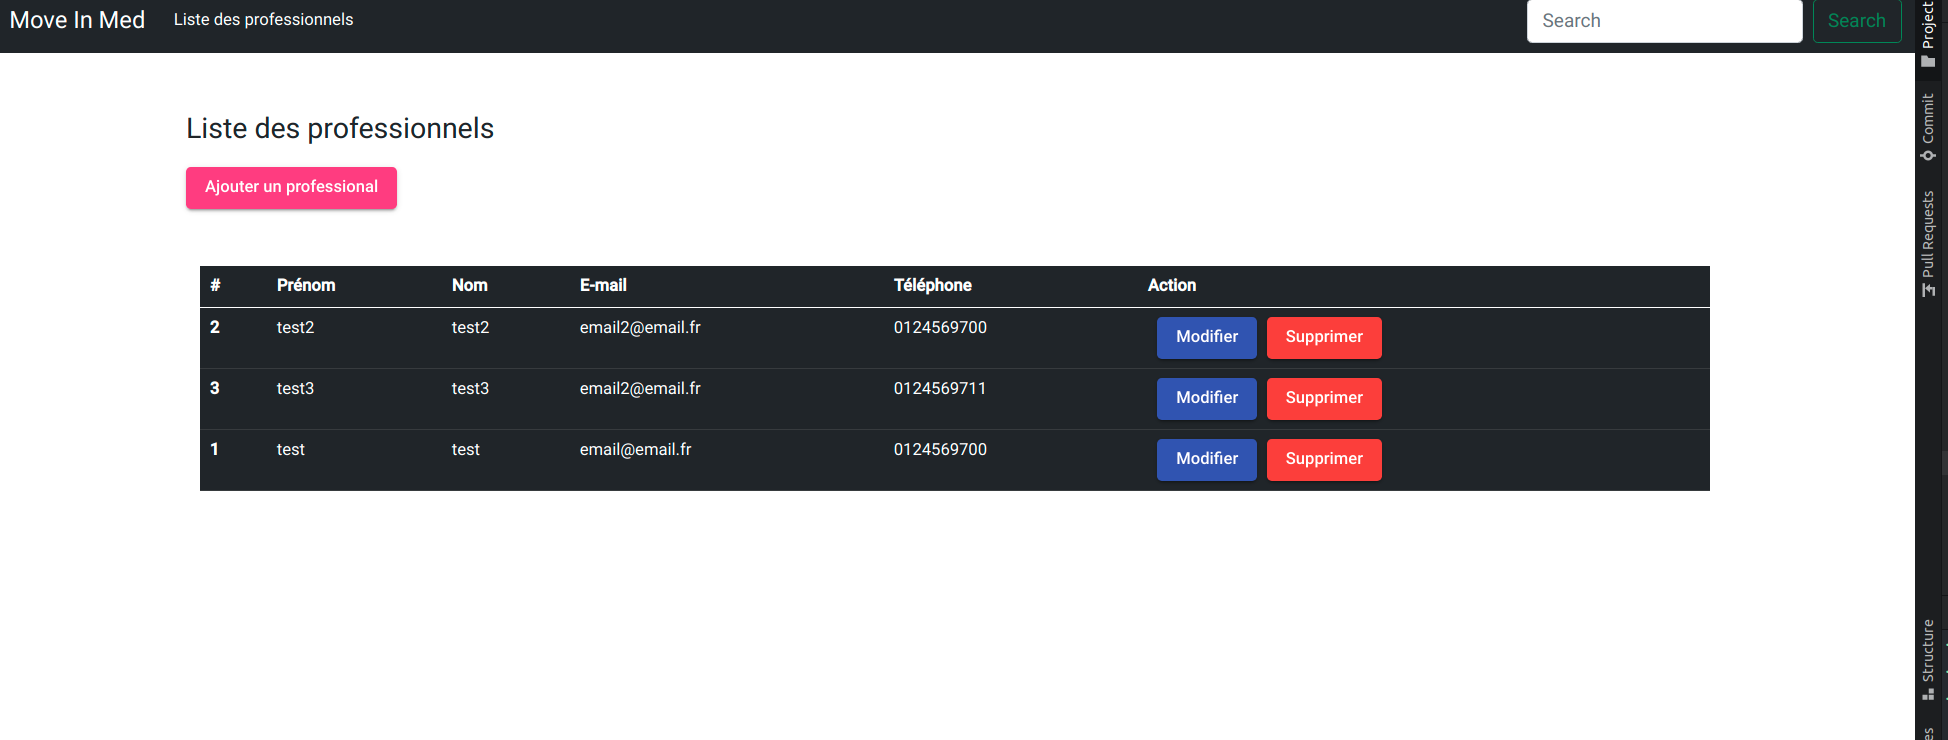 Move In Med Liste des professionnels Search Search
Liste des professionnels
Ajouter un professional
# Prénom Nom E-mail Téléphone Action
2 test2 test2 email2@email.fr 0124569700 Modifier Supprimer
3 test3 test3 email2@email.fr 0124569711 Modifier Supprimer
1 test test email@email.fr 0124569700 Modifier Supprimer
Project
Commit
Pull Requests
Structure